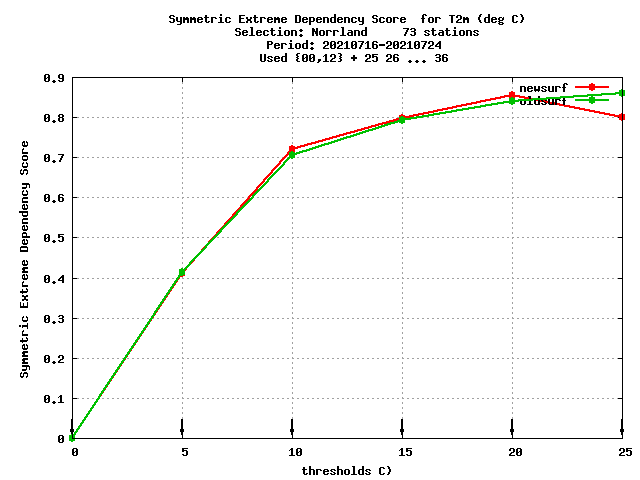 Symmetric Extreme Dependency Score  for T2m (deg C)
Selection: Norrland     73 stations
Period: 20210716-20210724
Used {00,12} + 25 26 ... 36
newsurf
oldsurf
0.9
0.8
0.7
0.6
0.5
0.4
0.3
0.2
0.1
0
Symmetric Extreme Dependency Score
0 5 10 15 20 25
thresholds C)